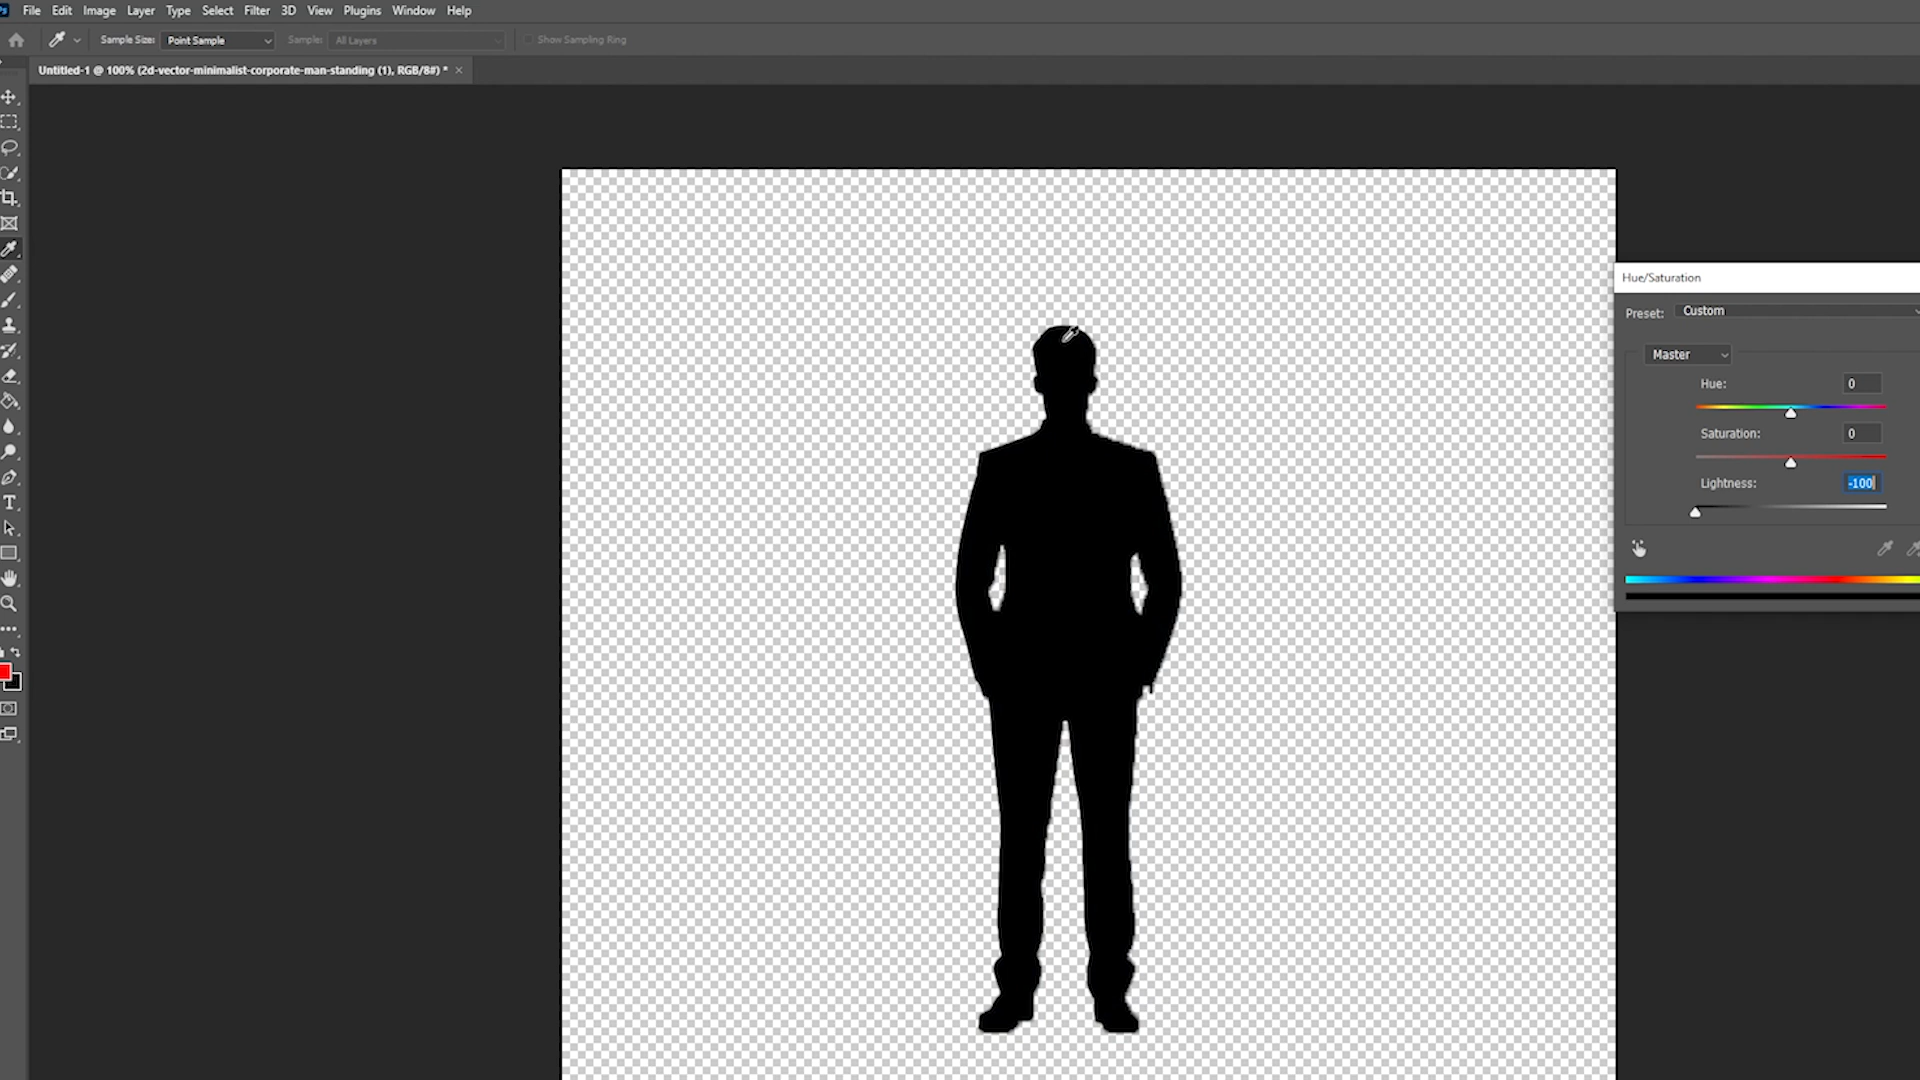 Ps File Edit Image Layer Type Select Filter 3D View Plugins Window Help
Sample Size: Point Sample Sample: All Layers Show Sampling Ring
Untitled-1 @ 100% (2d-vector-minimalist-corporate-man-standing (1), RGB/8#) * ×
Hue/Saturation
Preset: Custom
Master
Hue: 0
Saturation: 0
Lightness: -100
T